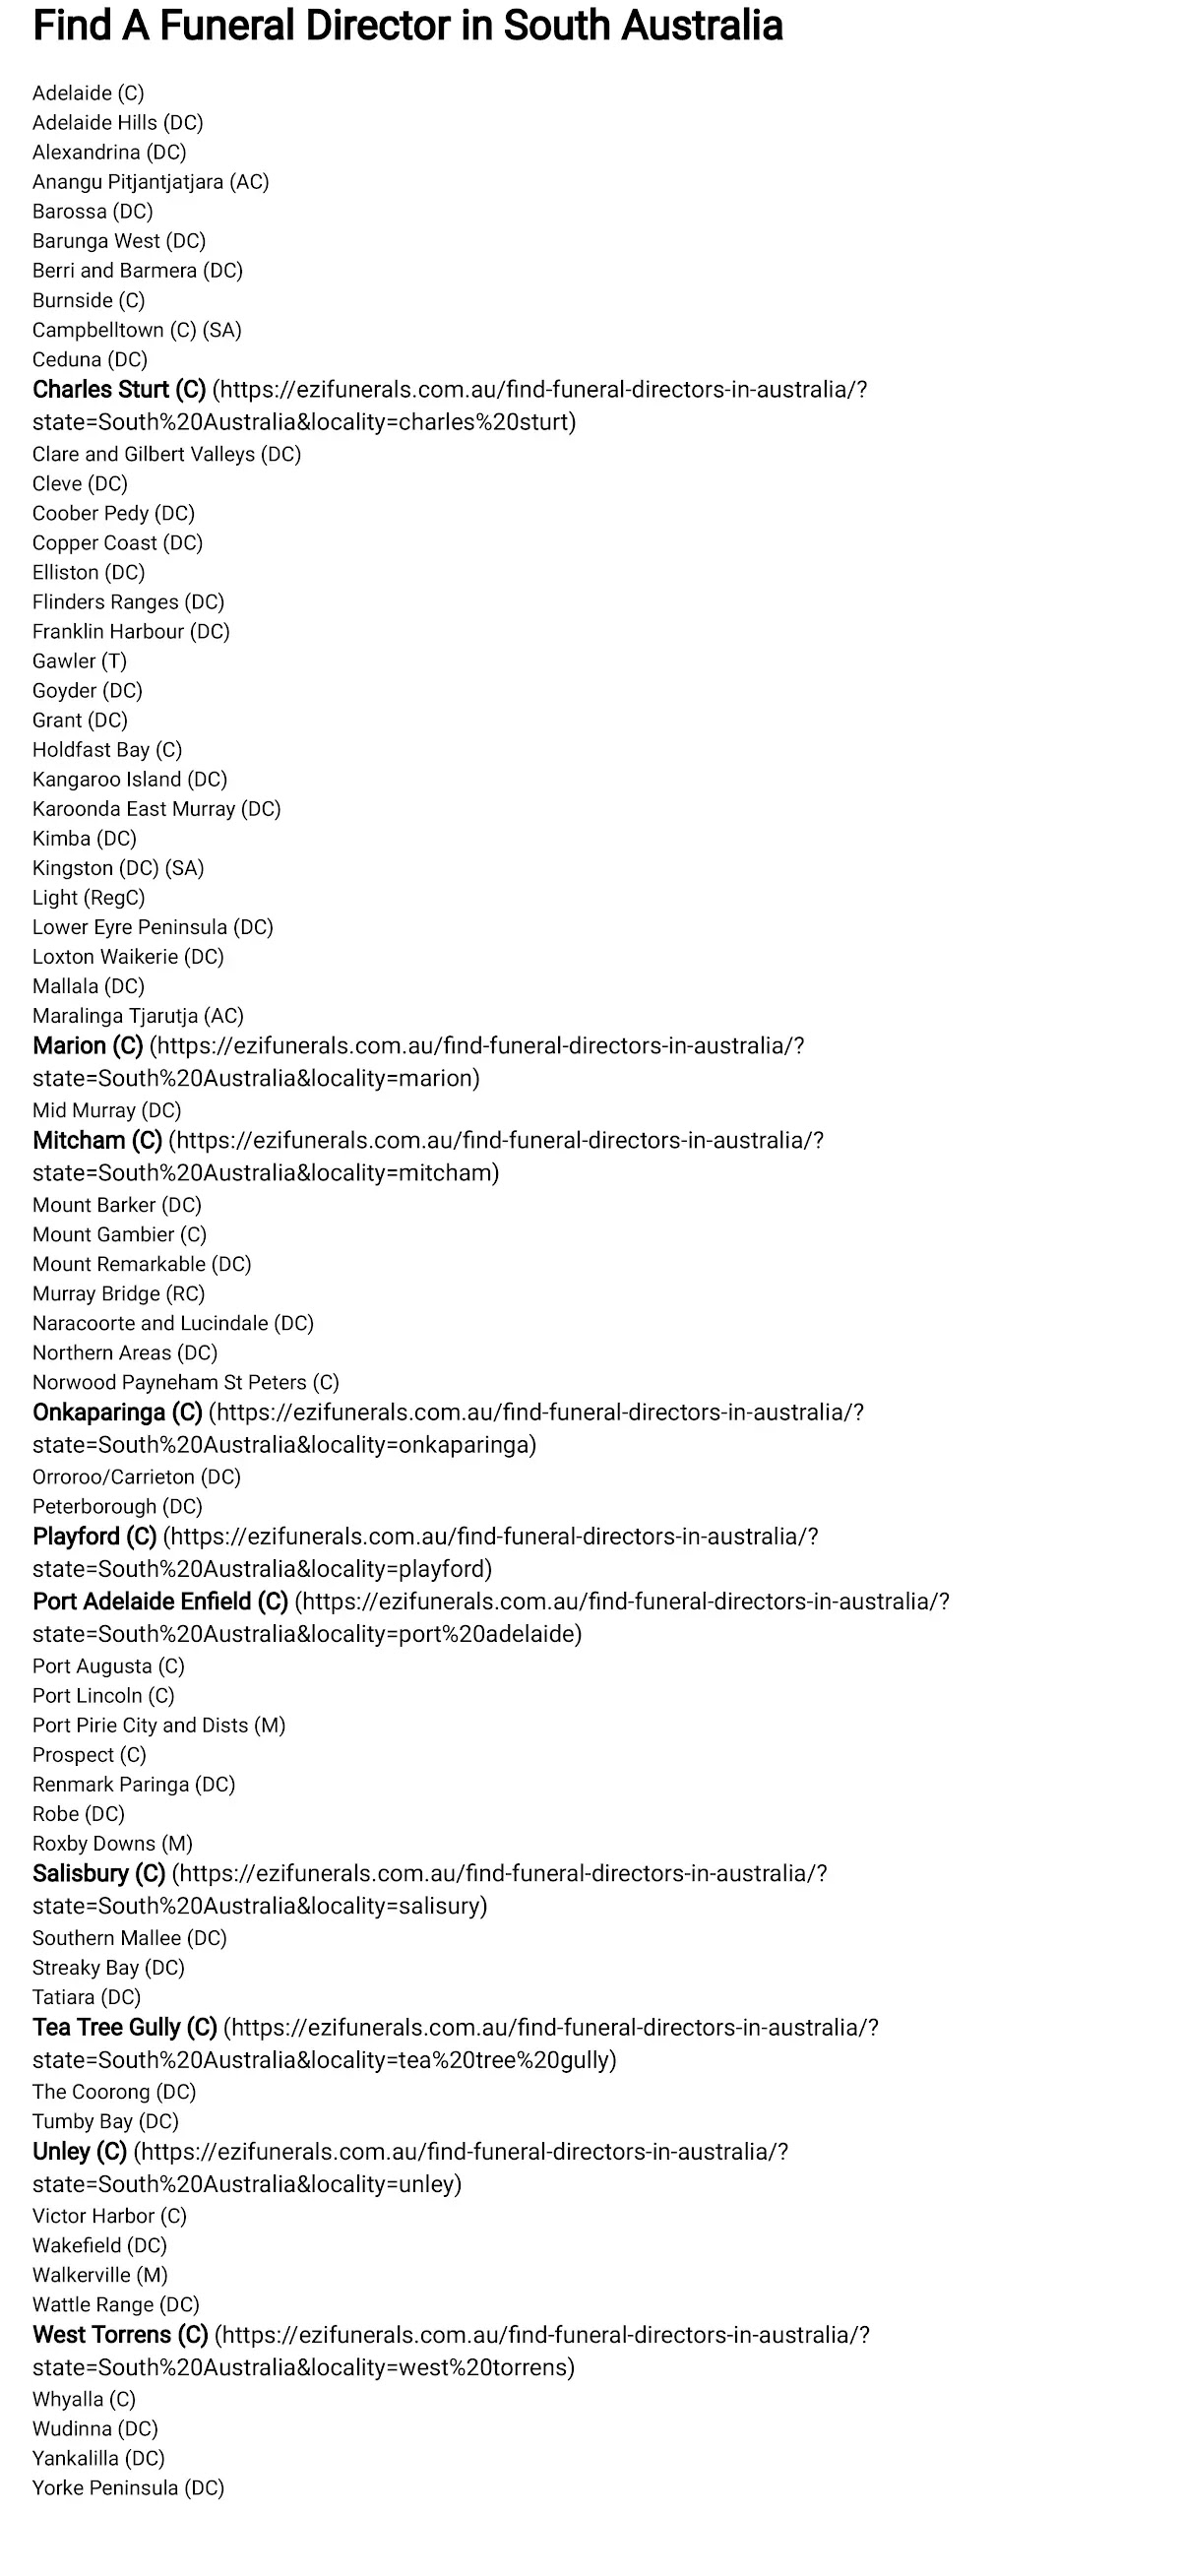 Find A Funeral Director in South Australia
Adelaide (C)
Adelaide Hills (DC)
Alexandrina (DC)
Anangu Pitjantjatjara (AC)
Barossa (DC)
Barunga West (DC)
Berri and Barmera (DC)
Burnside (C)
Campbelltown (C) (SA)
Ceduna (DC)
Charles Sturt (C) (https://ezifunerals.com.au/find-funeral-directors-in-australia/?
state=South%20Australia&locality=charles%20sturt)
Clare and Gilbert Valleys (DC)
Cleve (DC)
Coober Pedy (DC)
Copper Coast (DC)
Elliston (DC)
Flinders Ranges (DC)
Franklin Harbour (DC)
Gawler (T)
Goyder (DC)
Grant (DC)
Holdfast Bay (C)
Kangaroo Island (DC)
Karoonda East Murray (DC)
Kimba (DC)
Kingston (DC) (SA)
Light (RegC)
Lower Eyre Peninsula (DC)
Loxton Waikerie (DC)
Mallala (DC)
Maralinga Tjarutja (AC)
Marion (C) (https://ezifunerals.com.au/find-funeral-directors-in-australia/?
state=South%20Australia&locality=marion)
Mid Murray (DC)
Mitcham (C) (https://ezifunerals.com.au/find-funeral-directors-in-australia/?
state=South%20Australia&locality=mitcham)
Mount Barker (DC)
Mount Gambier (C)
Mount Remarkable (DC)
Murray Bridge (RC)
Naracoorte and Lucindale (DC)
Northern Areas (DC)
Norwood Payneham St Peters (C)
Onkaparinga (C) (https://ezifunerals.com.au/find-funeral-directors-in-australia/?
state=South%20Australia&locality=onkaparinga)
Orroroo/Carrieton (DC)
Peterborough (DC)
Playford (C) (https://ezifunerals.com.au/find-funeral-directors-in-australia/?
state=South%20Australia&locality=playford)
Port Adelaide Enfield (C) (https://ezifunerals.com.au/find-funeral-directors-in-australia/?
state=South%20Australia&locality=port%20adelaide)
Port Augusta (C)
Port Lincoln (C)
Port Pirie City and Dists (M)
Prospect (C)
Renmark Paringa (DC)
Robe (DC)
Roxby Downs (M)
Salisbury (C) (https://ezifunerals.com.au/find-funeral-directors-in-australia/?
state=South%20Australia&locality=salisury)
Southern Mallee (DC)
Streaky Bay (DC)
Tatiara (DC)
Tea Tree Gully (C) (https://ezifunerals.com.au/find-funeral-directors-in-australia/?
state=South%20Australia&locality=tea%20tree%20gully)
The Coorong (DC)
Tumby Bay (DC)
Unley (C) (https://ezifunerals.com.au/find-funeral-directors-in-australia/?
state=South%20Australia&locality=unley)
Victor Harbor (C)
Wakefield (DC)
Walkerville (M)
Wattle Range (DC)
West Torrens (C) (https://ezifunerals.com.au/find-funeral-directors-in-australia/?
state=South%20Australia&locality=west%20torrens)
Whyalla (C)
Wudinna (DC)
Yankalilla (DC)
Yorke Peninsula (DC)